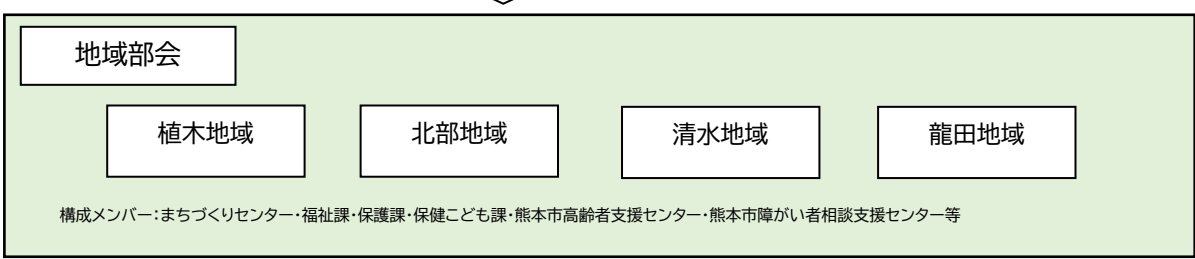 地域部会
植木地域
北部地域
清水地域
龍田地域
構成メンバー：まちづくりセンター・福祉課・保護課・保健こども課・熊本市高齢者支援センター・熊本市障がい者相談支援センター等